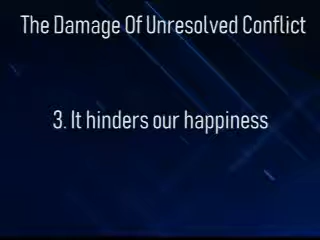 The Damage Of Unresolved Conflict
3. It hinders our happiness